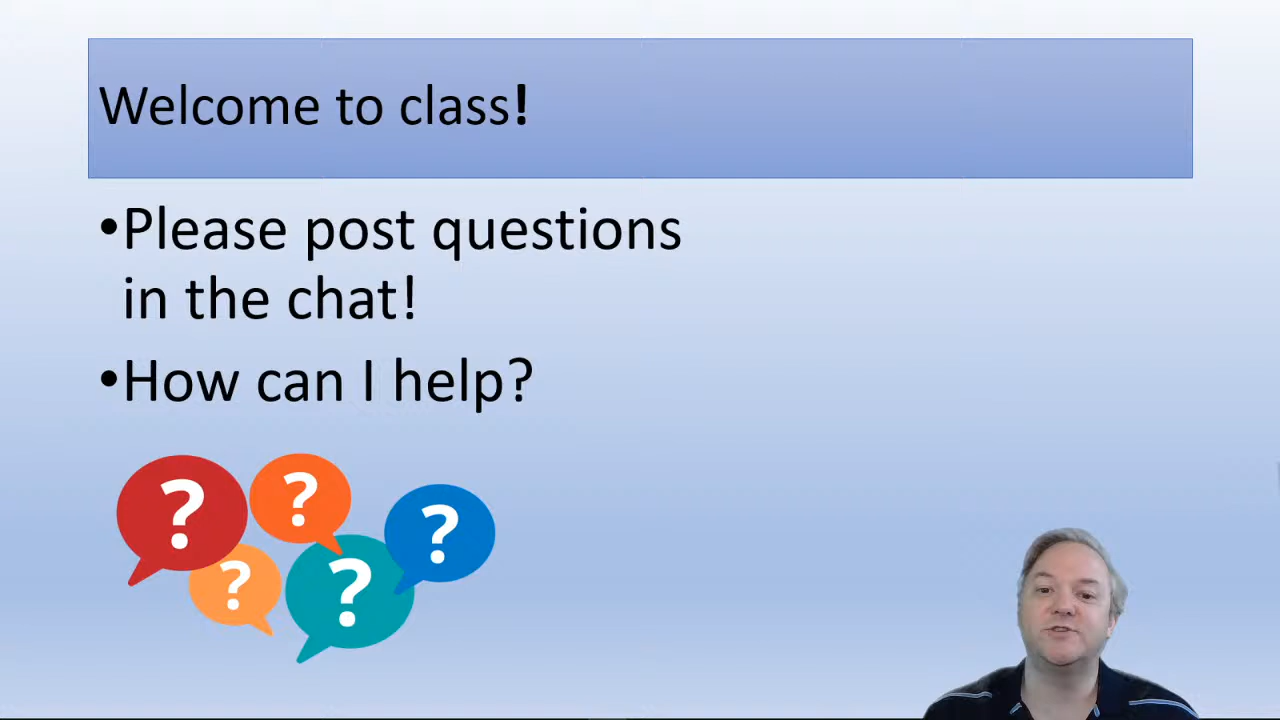 Welcome to class!
•Please post questions
in the chat!
•How can I help?
? ? ?
? ?